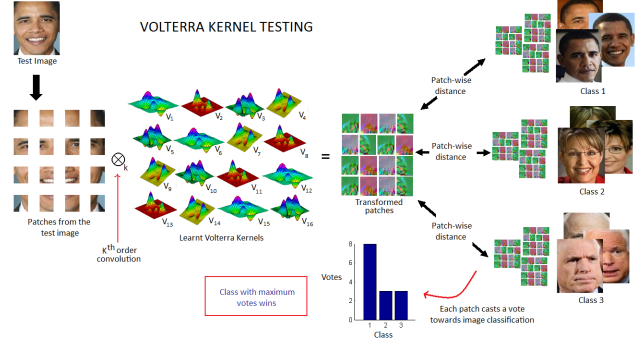 VOLTERRA KERNEL TESTING
Test Image
Patches from the
test image
K
K^th order
convolution
V1
V2
V3
V4
V5
V6
V7
V8
V9
V10
V11
V12
V13
V14
V15
V16
Learnt Volterra Kernels
=
Transformed
patches
Patch-wise
distance
Patch-wise
distance
Patch-wise
distance
Class 1
Class 2
Class 3
Class with maximum
votes wins
Votes
8
6
4
2
0
1 2 3
Class
Each patch casts a vote
towards image classification